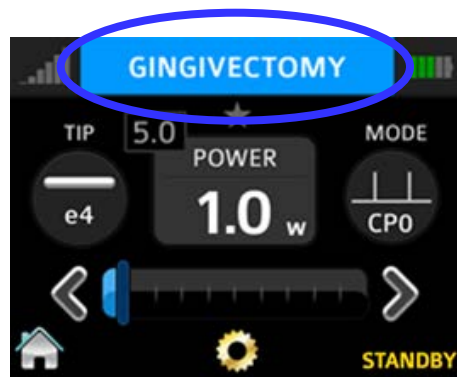 GINGIVECTOMY
TIP 5.0 MODE
POWER
e4 1.0 w CP0
STANDBY